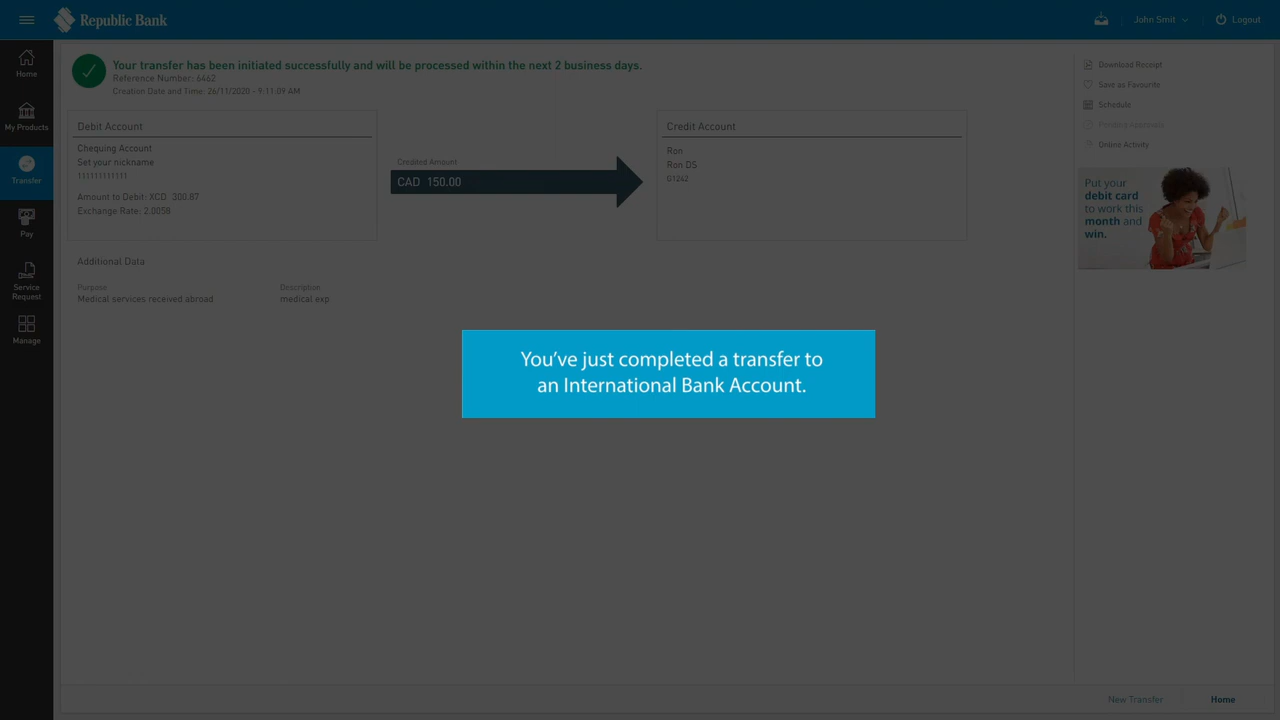 Republic Bank
John Smit
Logout
Home
My Products
Transfer
Pay
Service
Request
Manage
Your transfer has been initiated successfully and will be processed within the next 2 business days.
Reference Number: 6462
Creation Date and Time: 26/11/2020 - 9:11:09 AM
Debit Account
Chequing Account
Set your nickname
111111111111
Amount to Debit: XCD 300.87
Exchange Rate: 2.0058
Credited Amount
CAD 150.00
Credit Account
Ron
Ron DS
01242
Additional Data
Purpose
Medical services received abroad
Description
medical exp
You've just completed a transfer to
an International Bank Account.
Download Receipt
Save as Favourite
Schedule
Pending Approvals
Online Activity
Put your
debit card
to work this
month and
win.
New Transfer
Home